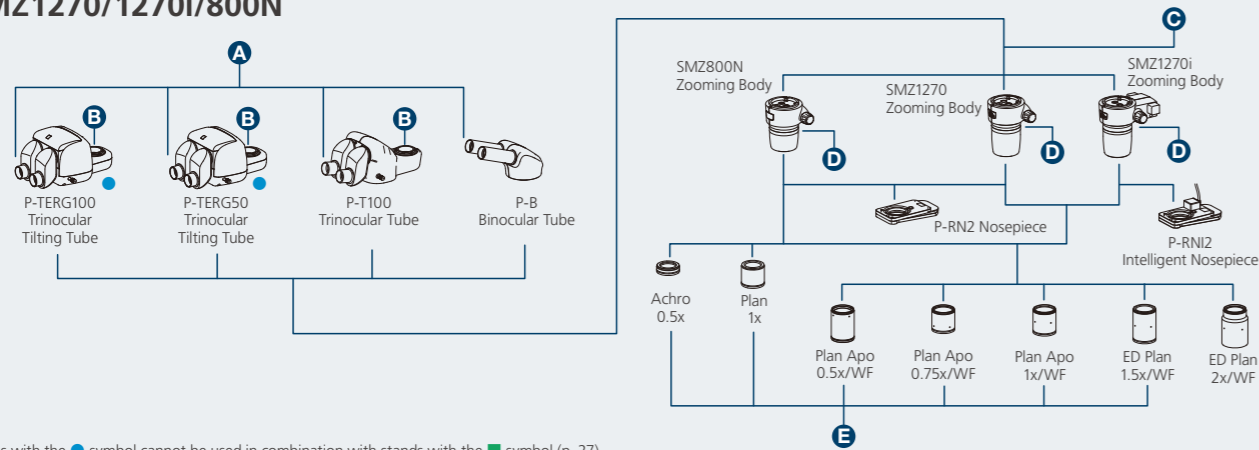 MZ1270/1270i/800N
A
C
B
B
B
P-TERG100
Trinocular
Tilting Tube
P-TERG50
Trinocular
Tilting Tube
P-T100
Trinocular Tube
P-B
Binocular Tube
SMZ800N
Zooming Body
SMZ1270
Zooming Body
SMZ1270i
Zooming Body
D
D
D
P-RN2 Nosepiece
P-RNI2
Intelligent Nosepiece
Achro
0.5x
Plan
1x
Plan Apo
0.5x/WF
Plan Apo
0.75x/WF
Plan Apo
1x/WF
ED Plan
1.5x/WF
ED Plan
2x/WF
E
s with the ● symbol cannot be used in combination with stands with the ■ symbol (p. 27)